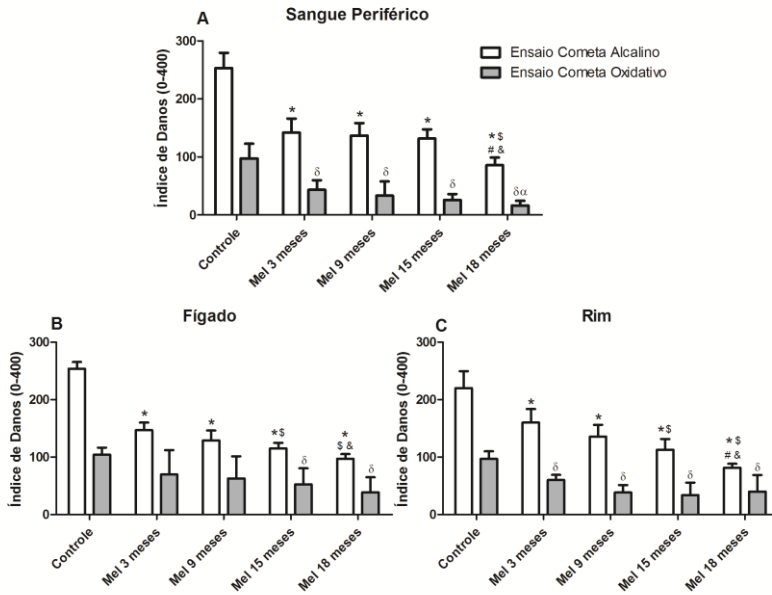 A
Sangue Periférico
Índice de Danos (0-400)
300
200
100
0
Ensaio Cometa Alcalino
Ensaio Cometa Oxidativo
* * * * $
# &
δ δ δ δ α
Controle
Mel 3 meses
Mel 9 meses
Mel 15 meses
Mel 18 meses
B
Fígado
Índice de Danos (0-400)
300
200
100
0
* * * $ *
$ &
δ δ
Controle
Mel 3 meses
Mel 9 meses
Mel 15 meses
Mel 18 meses
C
Rim
Índice de Danos (0-400)
300
200
100
0
* * * $ * $
# &
δ δ δ δ
Controle
Mel 3 meses
Mel 9 meses
Mel 15 meses
Mel 18 meses